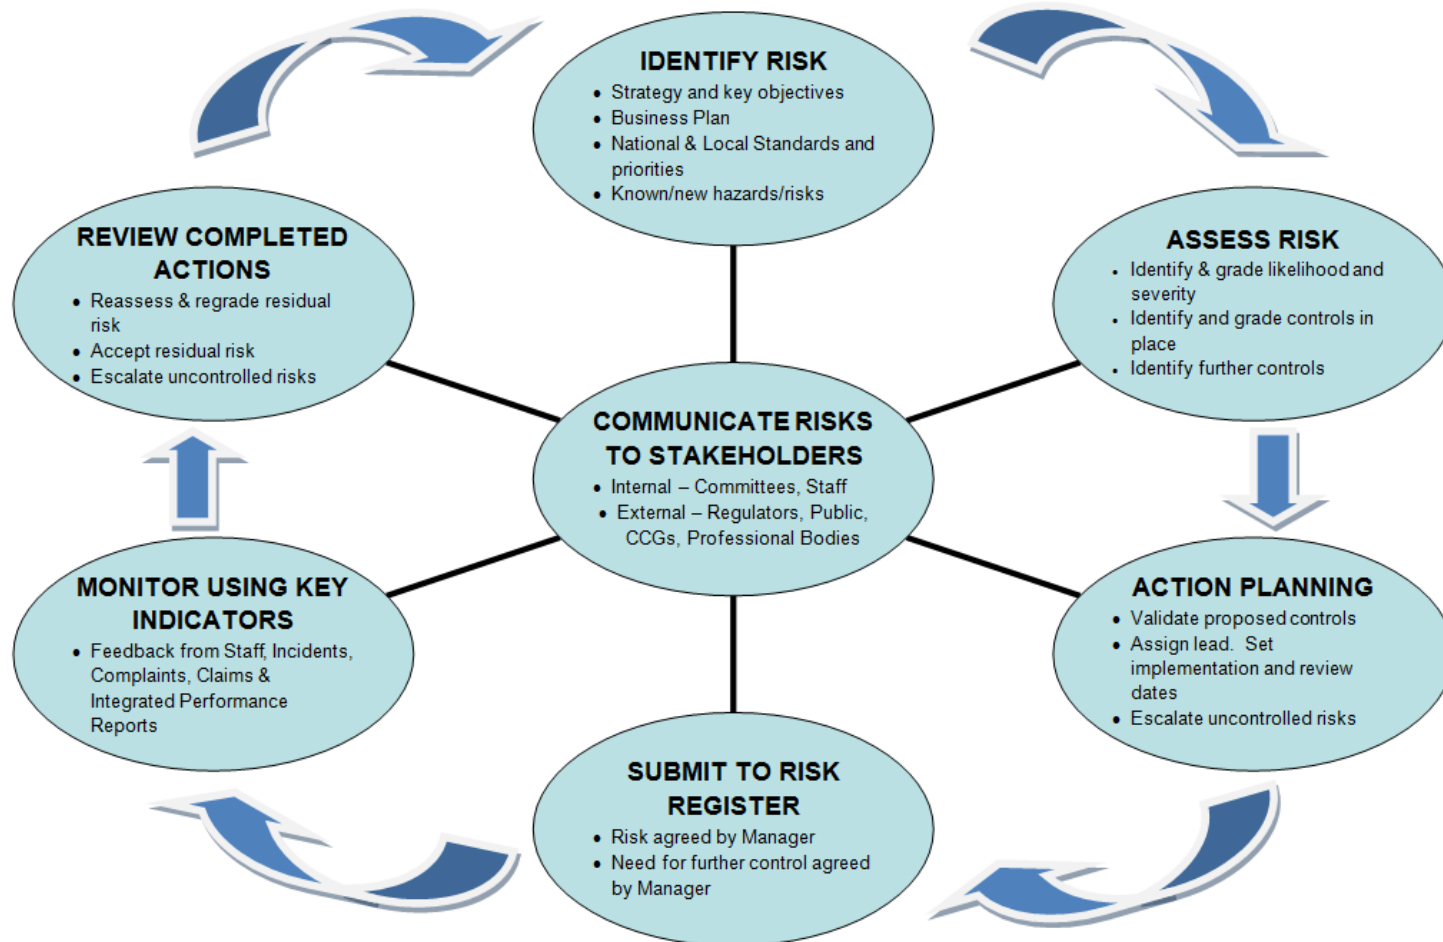 IDENTIFY RISK
• Strategy and key objectives
• Business Plan
• National & Local Standards and
priorities
• Known/new hazards/risks
ASSESS RISK
• Identify & grade likelihood and
severity
• Identify and grade controls in
place
• Identify further controls
ACTION PLANNING
• Validate proposed controls
• Assign lead.  Set
implementation and review
dates
• Escalate uncontrolled risks
SUBMIT TO RISK
REGISTER
• Risk agreed by Manager
• Need for further control agreed
by Manager
MONITOR USING KEY
INDICATORS
• Feedback from Staff, Incidents,
Complaints, Claims &
Integrated Performance
Reports
REVIEW COMPLETED
ACTIONS
• Reassess & regrade residual
risk
• Accept residual risk
• Escalate uncontrolled risks
COMMUNICATE RISKS
TO STAKEHOLDERS
• Internal – Committees, Staff
• External – Regulators, Public,
CCGs, Professional Bodies